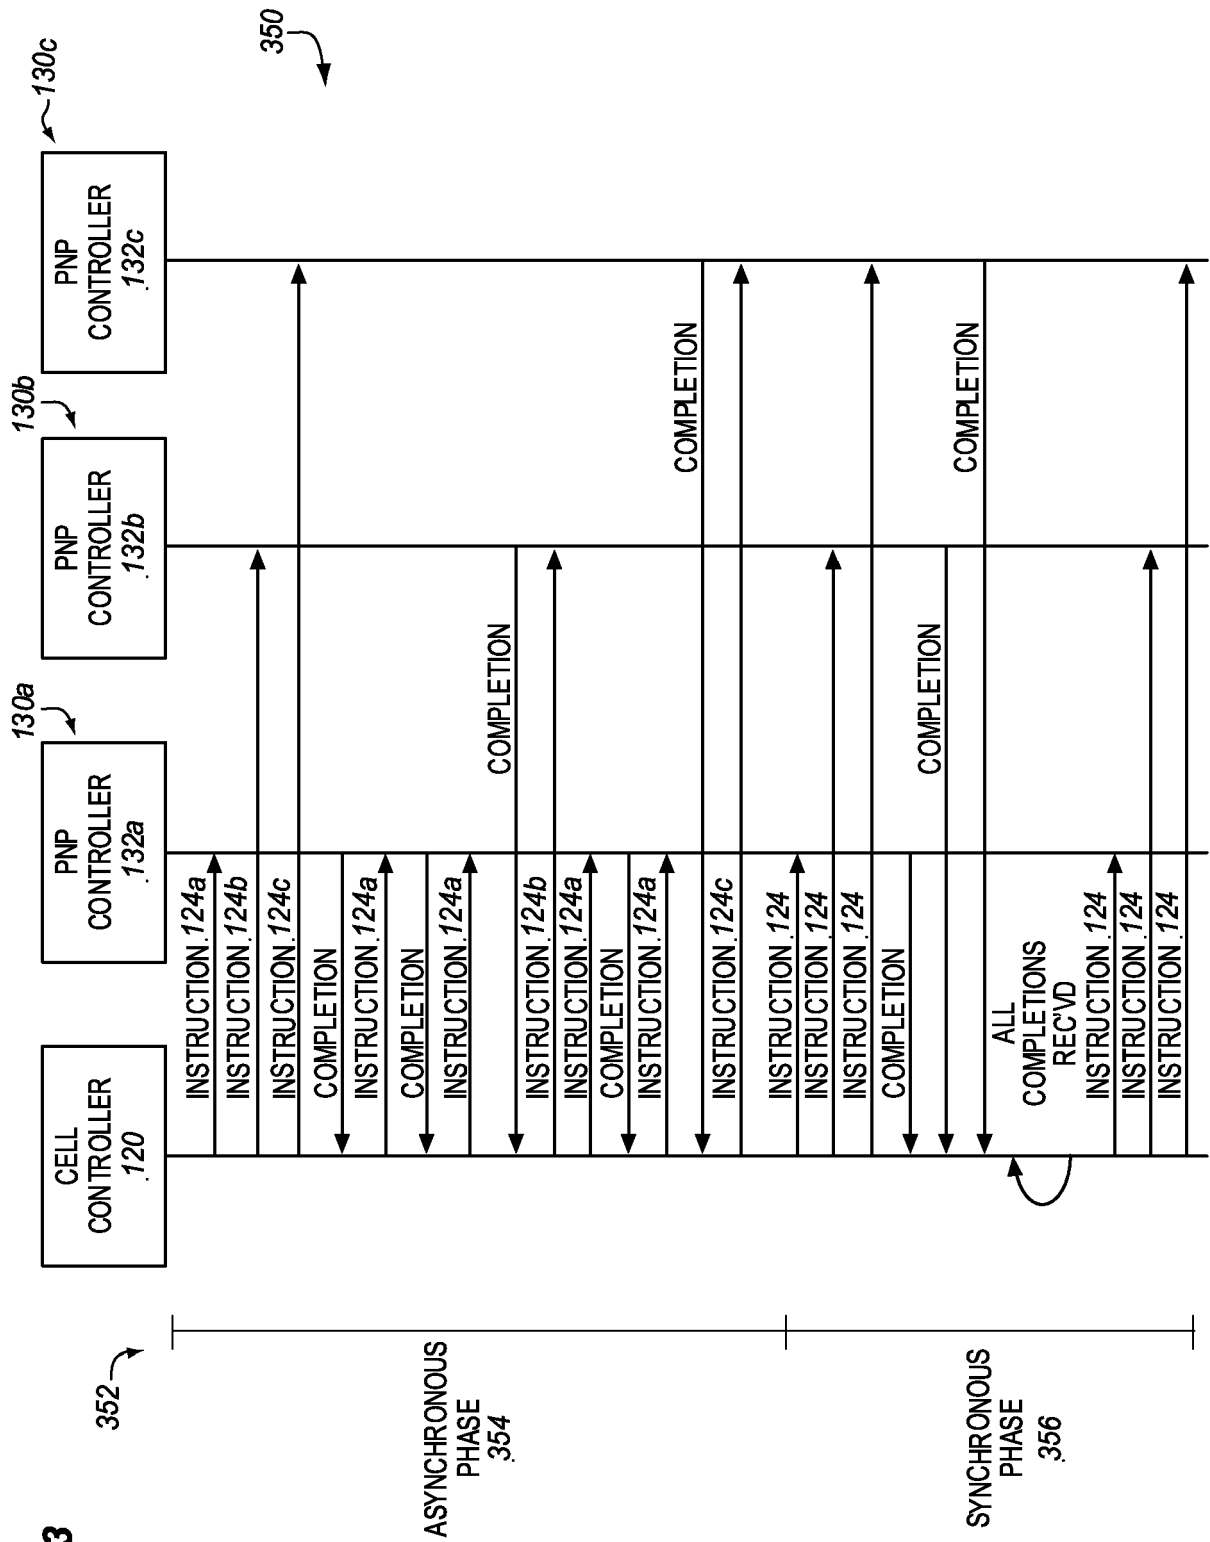 3
350
352
130a
130b
130c
CELL
CONTROLLER
120
PNP
CONTROLLER
132a
PNP
CONTROLLER
132b
PNP
CONTROLLER
132c
ASYNCHRONOUS
PHASE
354
INSTRUCTION 124a
INSTRUCTION 124b
INSTRUCTION 124c
COMPLETION
INSTRUCTION 124a
COMPLETION
INSTRUCTION 124a
COMPLETION
INSTRUCTION 124b
INSTRUCTION 124a
COMPLETION
INSTRUCTION 124a
COMPLETION
INSTRUCTION 124c
SYNCHRONOUS
PHASE
356
INSTRUCTION 124
INSTRUCTION 124
INSTRUCTION 124
COMPLETION
COMPLETION
COMPLETION
ALL
COMPLETIONS
REC'VD
INSTRUCTION 124
INSTRUCTION 124
INSTRUCTION 124